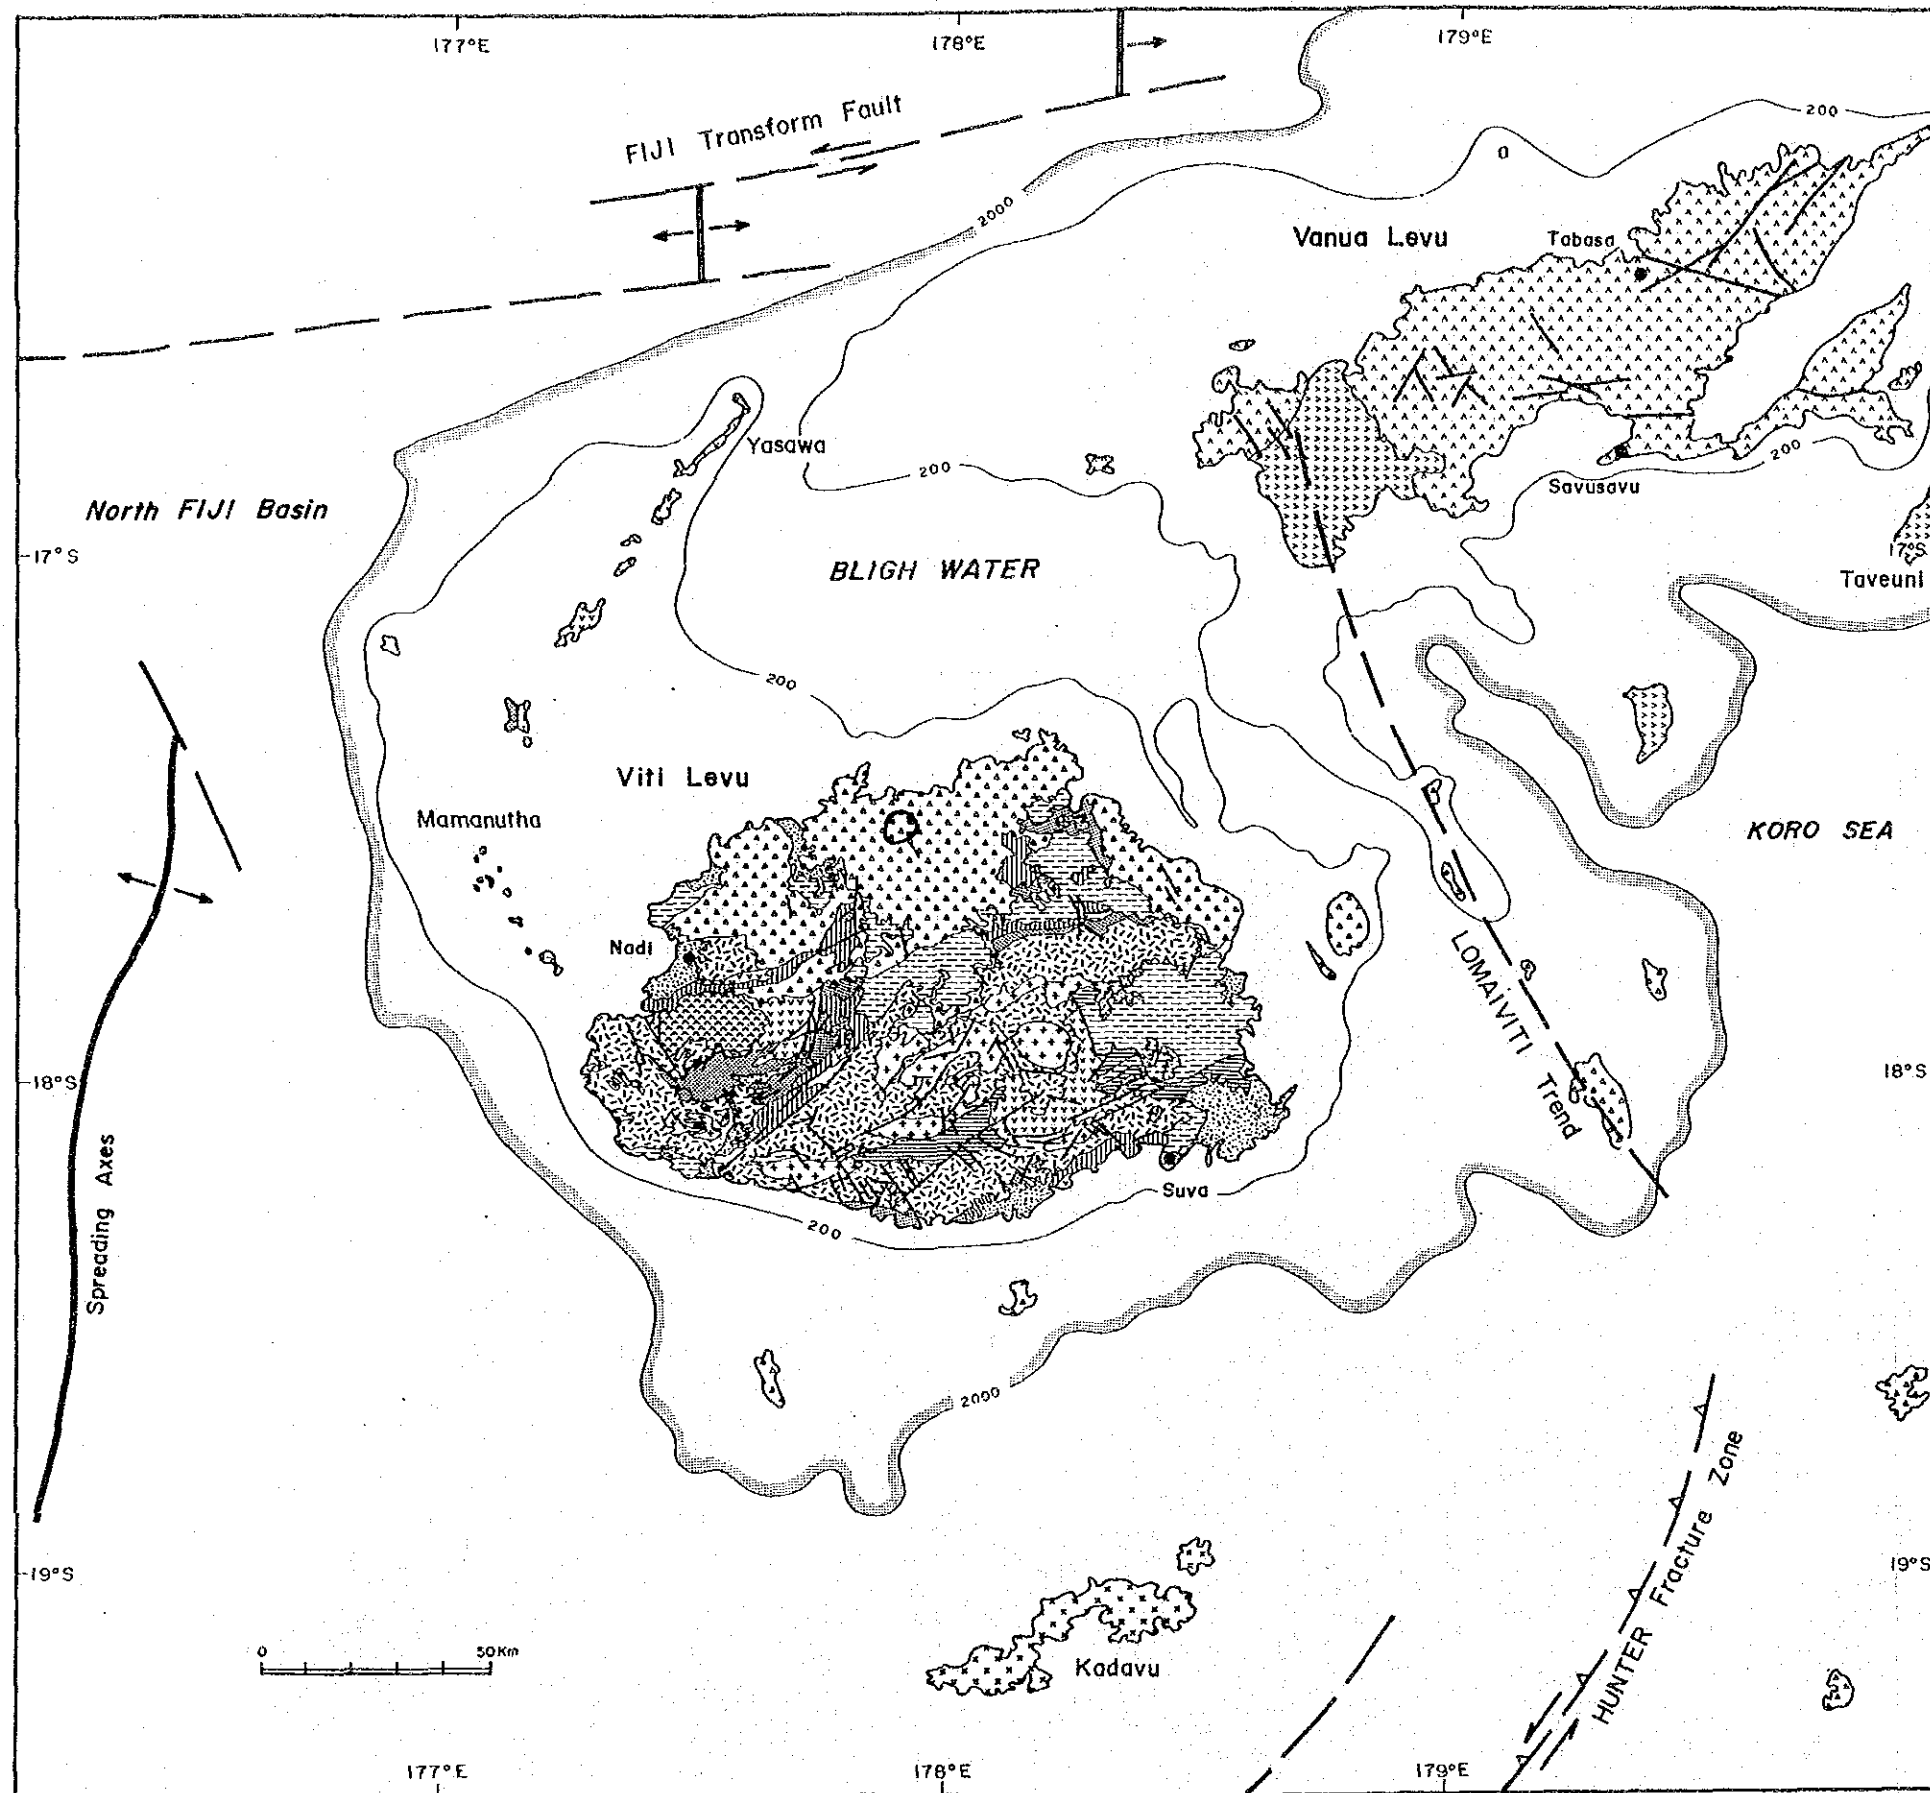 177°E
178°E
179°E
FIJI Transform Fault
200
2000
Vanua Levu
Tabasa
Yasawa
200
200
Savusavu
North FIJI Basin
17°S
BLIGH WATER
17°S
Taveuni
200
Viti Levu
Mamanutha
KORO SEA
Nadi
LOMAIVITI Trend
18°S
18°S
Spreading Axes
Suva
200
2000
HUNTER Fracture Zone
19°S
19°S
0 50Km
Kadavu
177°E
178°E
179°E